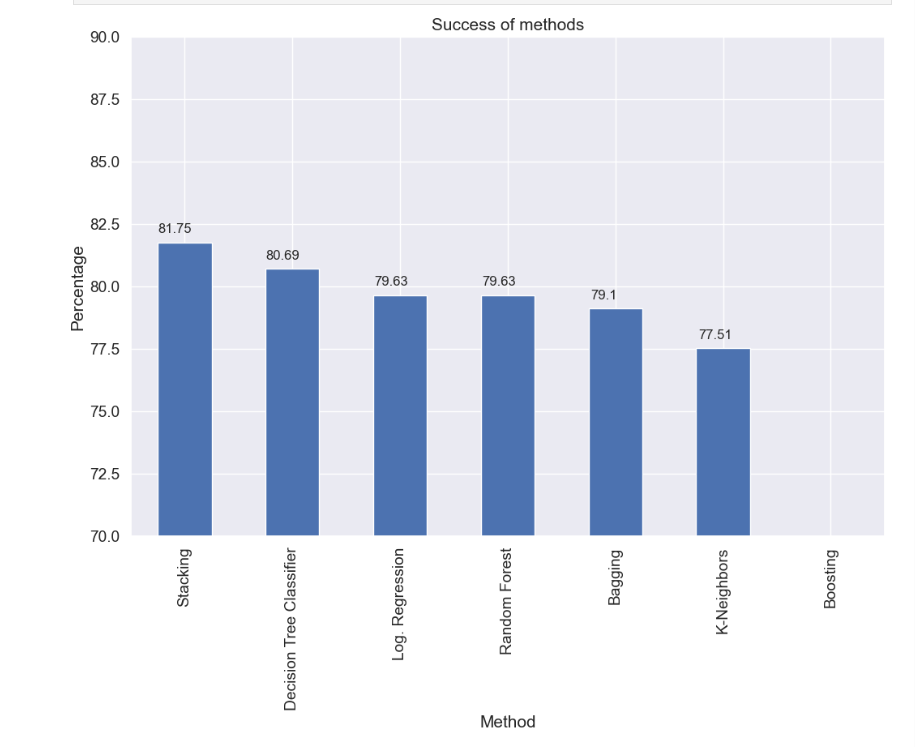 Success of methods
90.0
87.5
85.0
82.5
80.0
77.5
75.0
72.5
70.0
Percentage
81.75
80.69
79.63
79.63
79.1
77.51
Stacking
Decision Tree Classifier
Log. Regression
Random Forest
Bagging
K-Neighbors
Boosting
Method